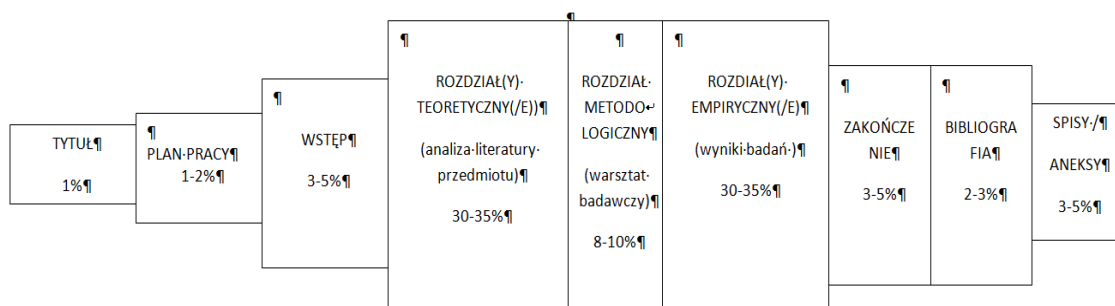 ¶
TYTUŁ¶
1%¶
¶
PLAN·PRACY¶
1-2%¶
¶
WSTĘP¶
3-5%¶
¶
ROZDZIAŁ(Y)·
TEORETYCZNY(/E))¶
(analiza·literatury·
przedmiotu)¶
30-35%¶
¶
ROZDZIAŁ·
METODO↵
LOGICZNY¶
(warsztat·
badawczy)¶
8-10%¶
¶
ROZDIAŁ(Y)·
EMPIRYCZNY(/E)¶
(wyniki·badań·)¶
30-35%¶
¶
ZAKOŃCZE
NIE¶
3-5%¶
¶
BIBLIOGRA
FIA¶
2-3%¶
SPISY·/¶
ANEKSY¶
3-5%¶